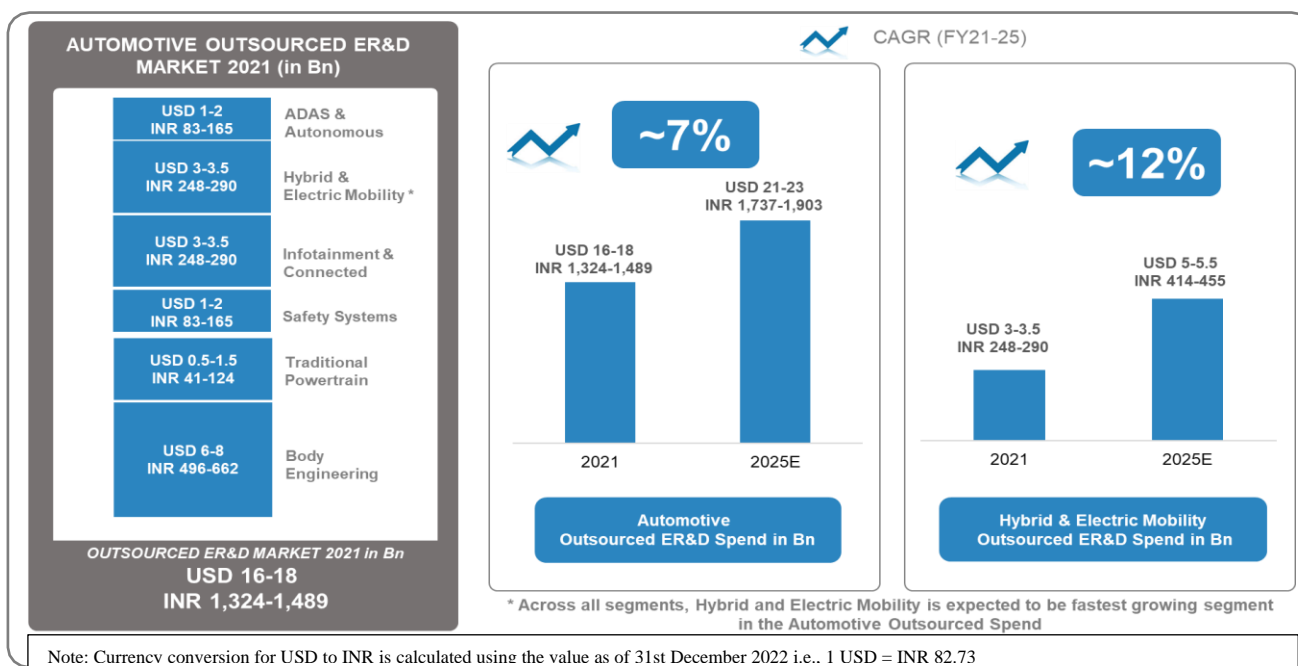 AUTOMOTIVE OUTSOURCED ER&D
MARKET 2021 (in Bn)
USD 1-2
INR 83-165
ADAS &
Autonomous
USD 3-3.5
INR 248-290
Hybrid &
Electric Mobility *
USD 3-3.5
INR 248-290
Infotainment &
Connected
USD 1-2
INR 83-165
Safety Systems
USD 0.5-1.5
INR 41-124
Traditional
Powertrain
USD 6-8
INR 496-662
Body
Engineering
OUTSOURCED ER&D MARKET 2021 in Bn
USD 16-18
INR 1,324-1,489
CAGR (FY21-25)
~7%
USD 21-23
INR 1,737-1,903
USD 16-18
INR 1,324-1,489
2021
2025E
Automotive
Outsourced ER&D Spend in Bn
~12%
USD 5-5.5
INR 414-455
USD 3-3.5
INR 248-290
2021
2025E
Hybrid & Electric Mobility
Outsourced ER&D Spend in Bn
* Across all segments, Hybrid and Electric Mobility is expected to be fastest growing segment
in the Automotive Outsourced Spend
Note: Currency conversion for USD to INR is calculated using the value as of 31st December 2022 i.e., 1 USD = INR 82.73